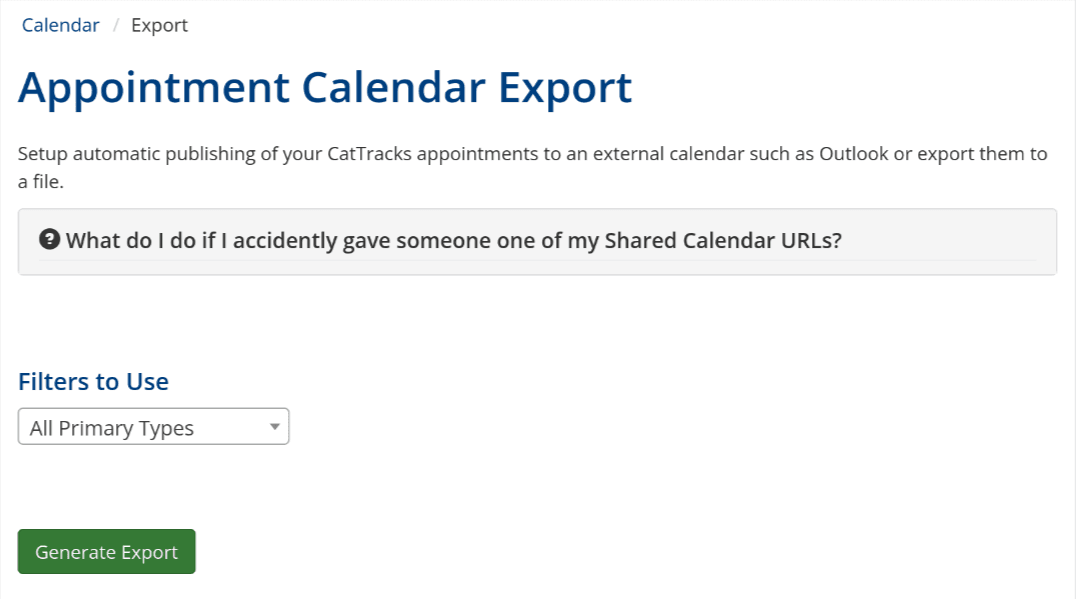 Calendar / Export
Appointment Calendar Export
Setup automatic publishing of your CatTracks appointments to an external calendar such as Outlook or export them to
a file.
What do I do if I accidently gave someone one of my Shared Calendar URLs?
Filters to Use
All Primary Types
Generate Export